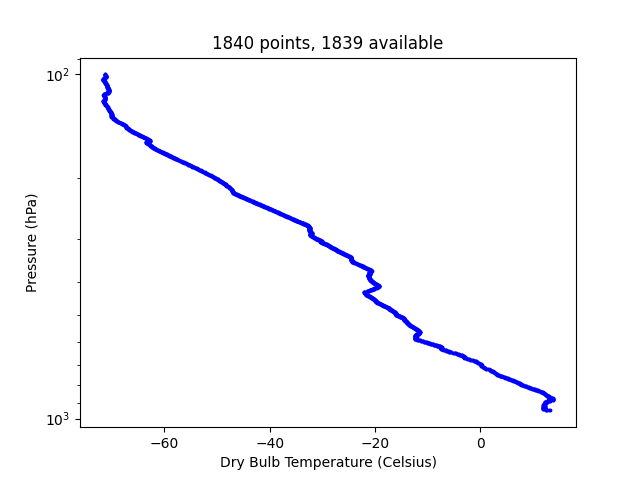 1840 points, 1839 available
10²
10³
Pressure (hPa)
−60 −40 −20 0
Dry Bulb Temperature (Celsius)